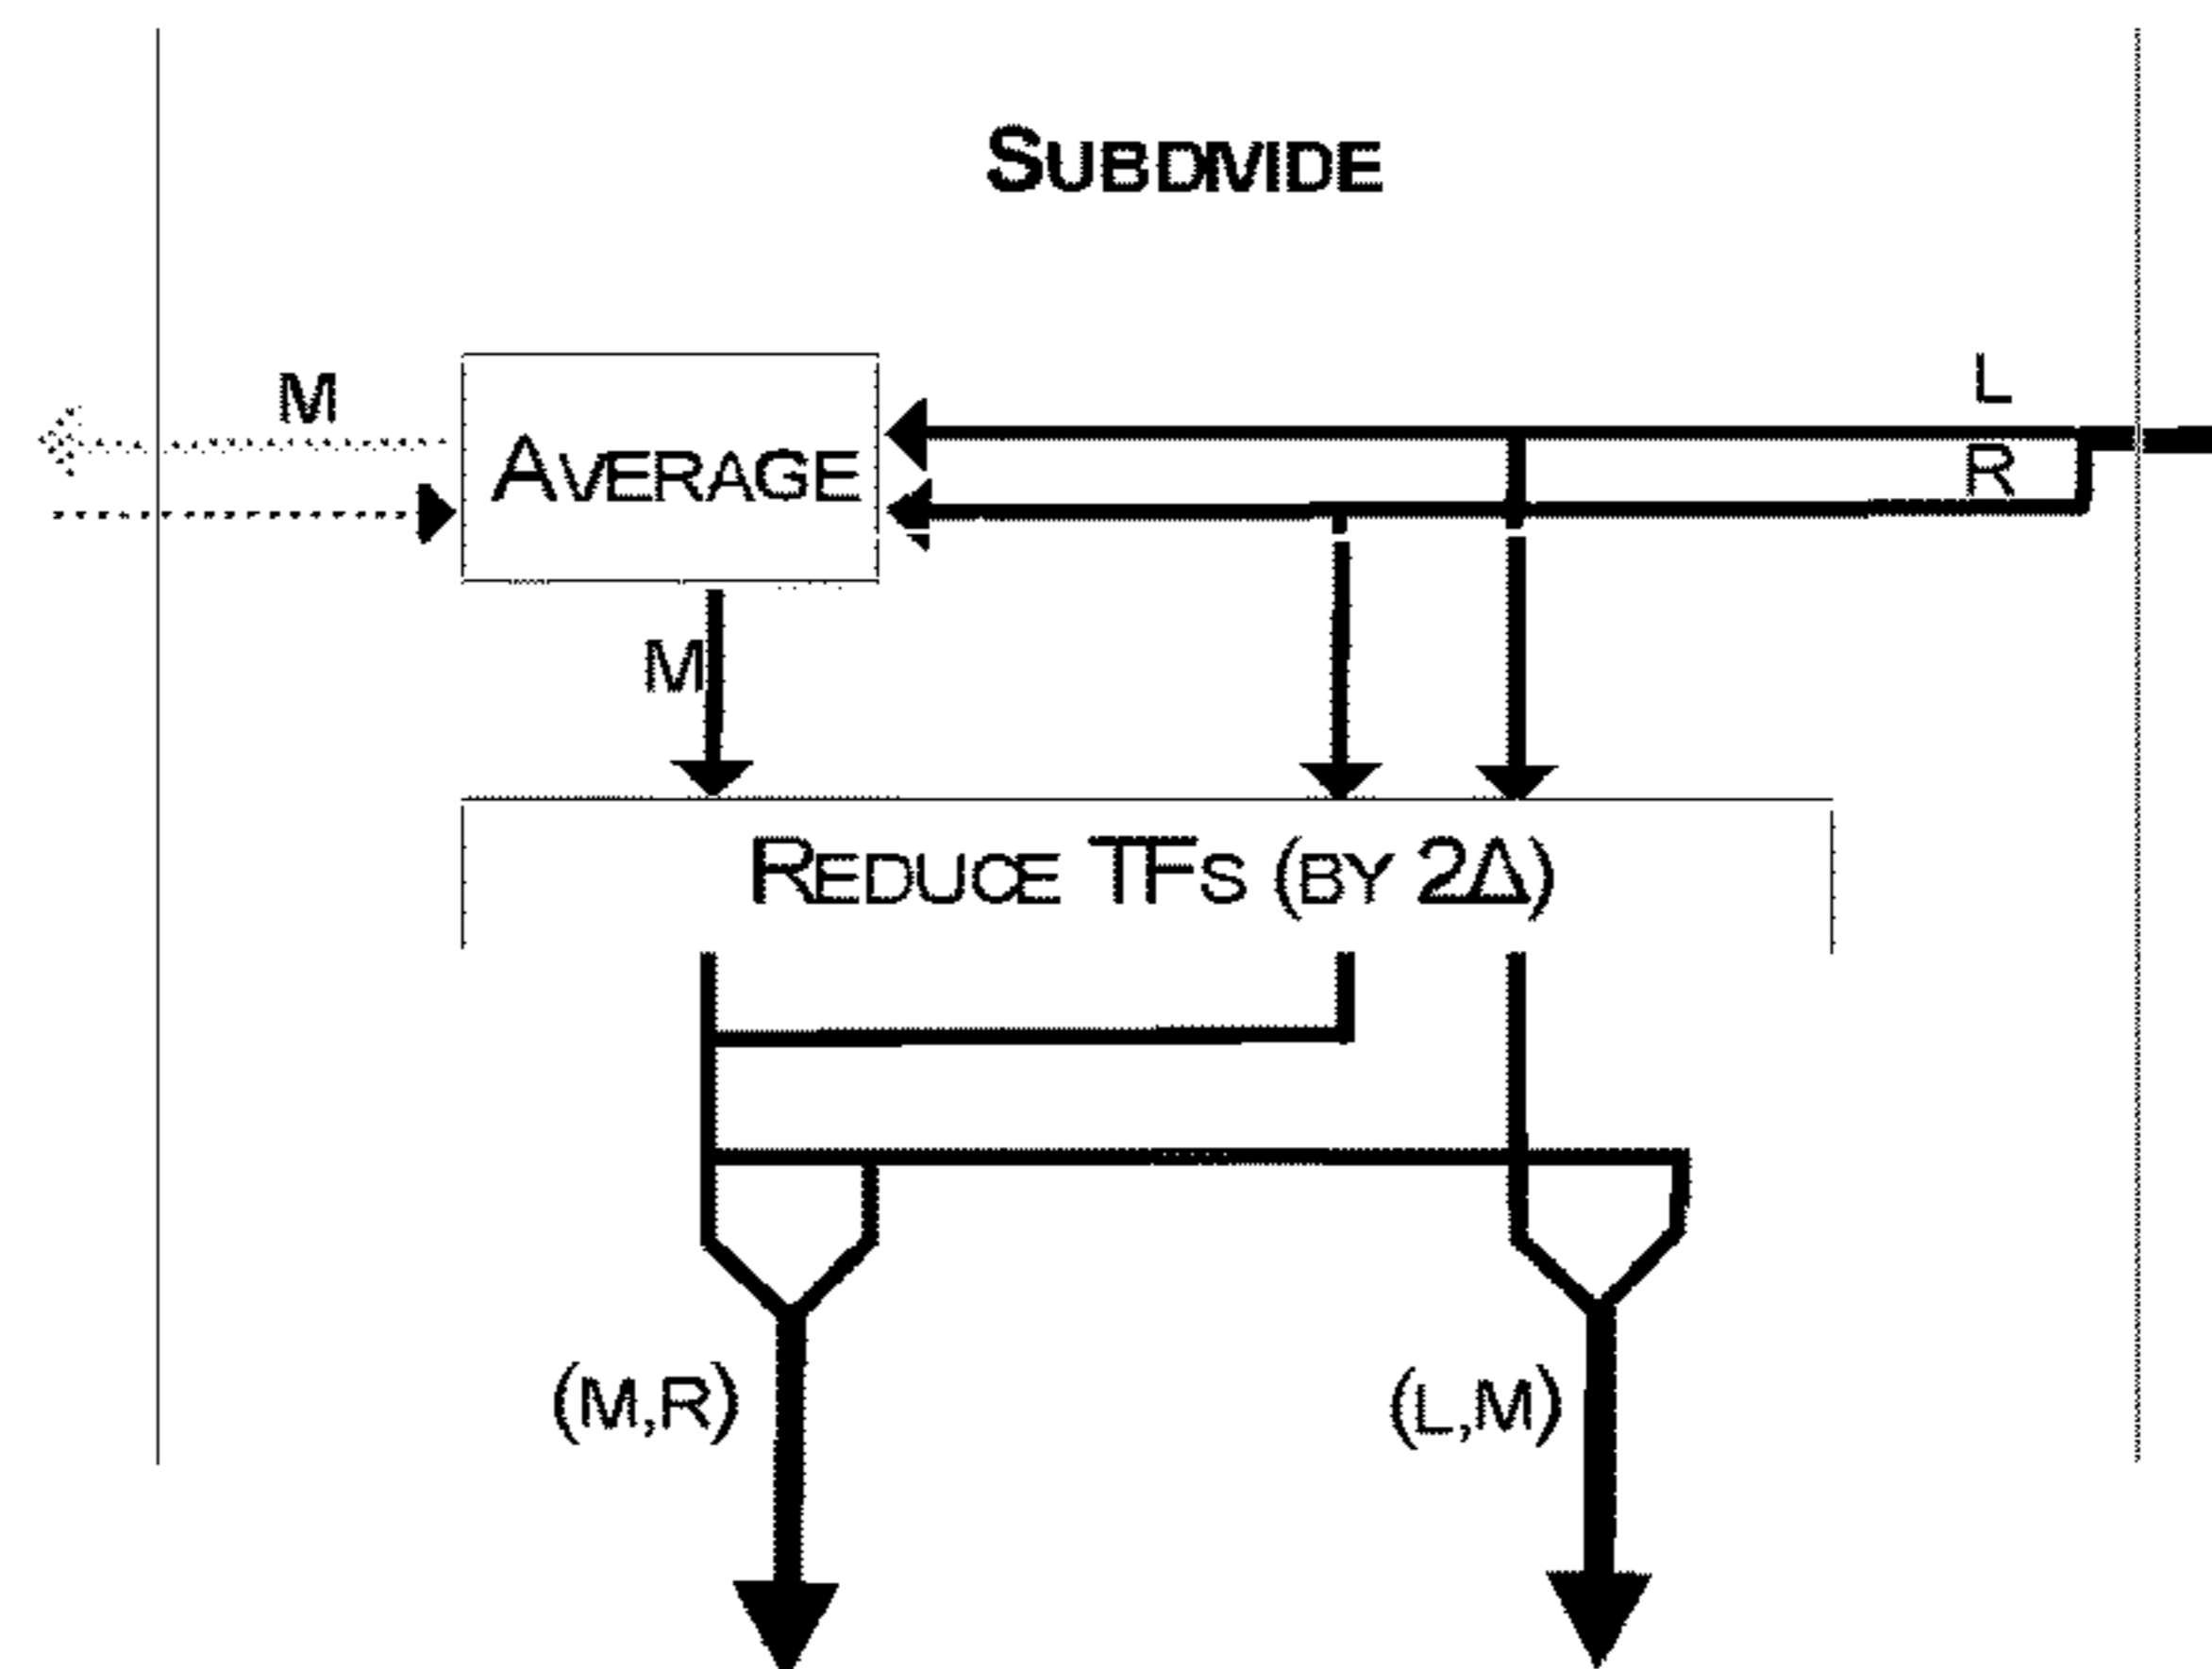 SUBDIVIDE
L
M
R
AVERAGE
M
REDUCE TFS (BY 2Δ)
(M,R)
(L,M)